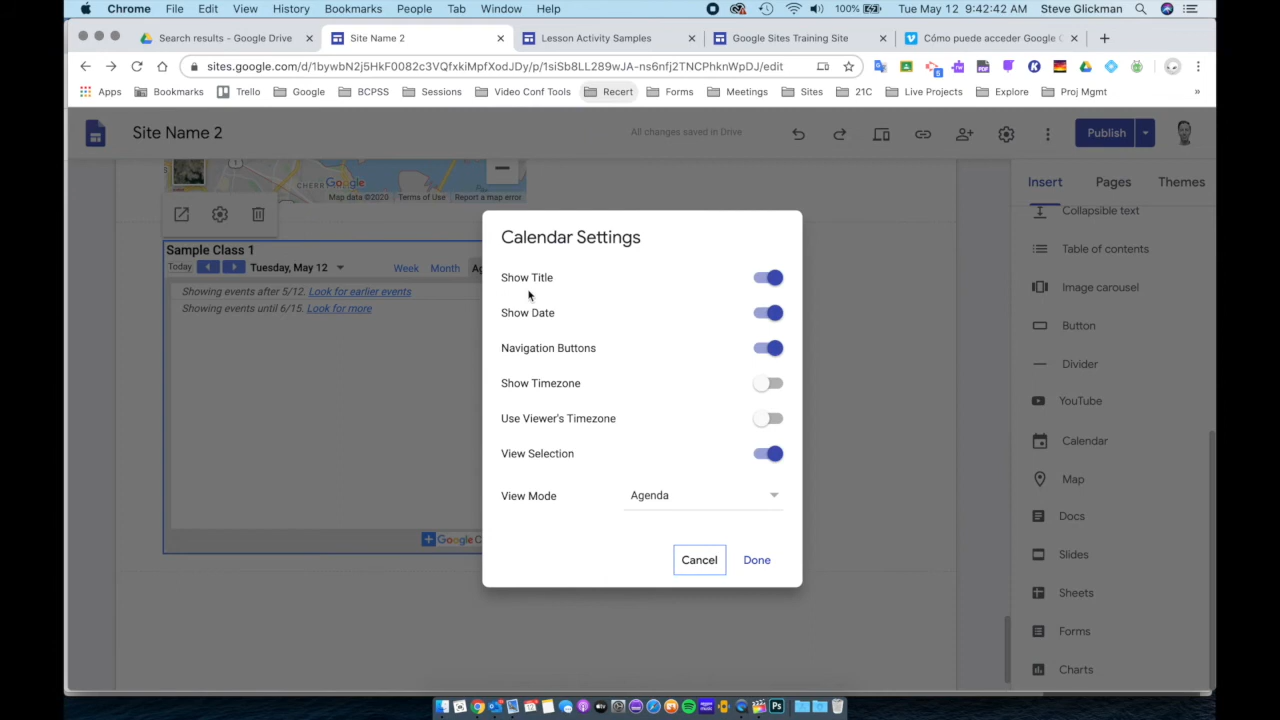 Chrome File Edit View History Bookmarks People Tab Window Help 100% Tue May 12 9:42:42 AM Steve Glickman
Search results - Google Drive Site Name 2 Lesson Activity Samples Google Sites Training Site Cómo puede acceder Google C
sites.google.com/d/1bywbN2j5HkF0082c3VQfxkiMpfXodJDy/p/1siSb8LL289wJA-ns6nfj2TNCPhknWpDJ/edit
Apps Bookmarks Trello Google BCPSS Sessions Video Conf Tools Recent Forms Meetings Sites 21C Live Projects Explore Proj Mgmt »
Site Name 2 All changes saved in Drive Publish
Insert Pages Themes
CHERR
Google Map data ©2020 Terms of Use Report a map error
Sample Class 1
Today Tuesday, May 12 Week Month Ag
Showing events after 5/12. Look for earlier events
Showing events until 6/15. Look for more
Google C
Calendar Settings
Show Title
Show Date
Navigation Buttons
Show Timezone
Use Viewer's Timezone
View Selection
View Mode Agenda
Cancel Done
Collapsible text
Table of contents
Image carousel
Button
Divider
YouTube
Calendar
Map
Docs
Slides
Sheets
Forms
Charts